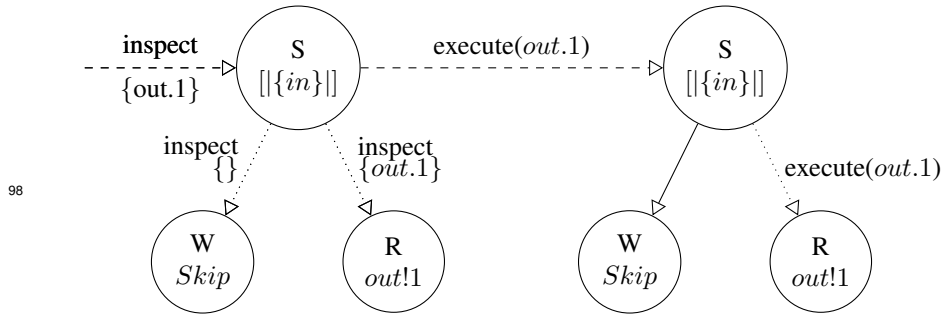 inspect
{out.1}
S
[|{in}|]
execute(out.1)
S
[|{in}|]
inspect
{}
inspect
{out.1}
execute(out.1)
98
W
Skip
R
out!1
W
Skip
R
out!1